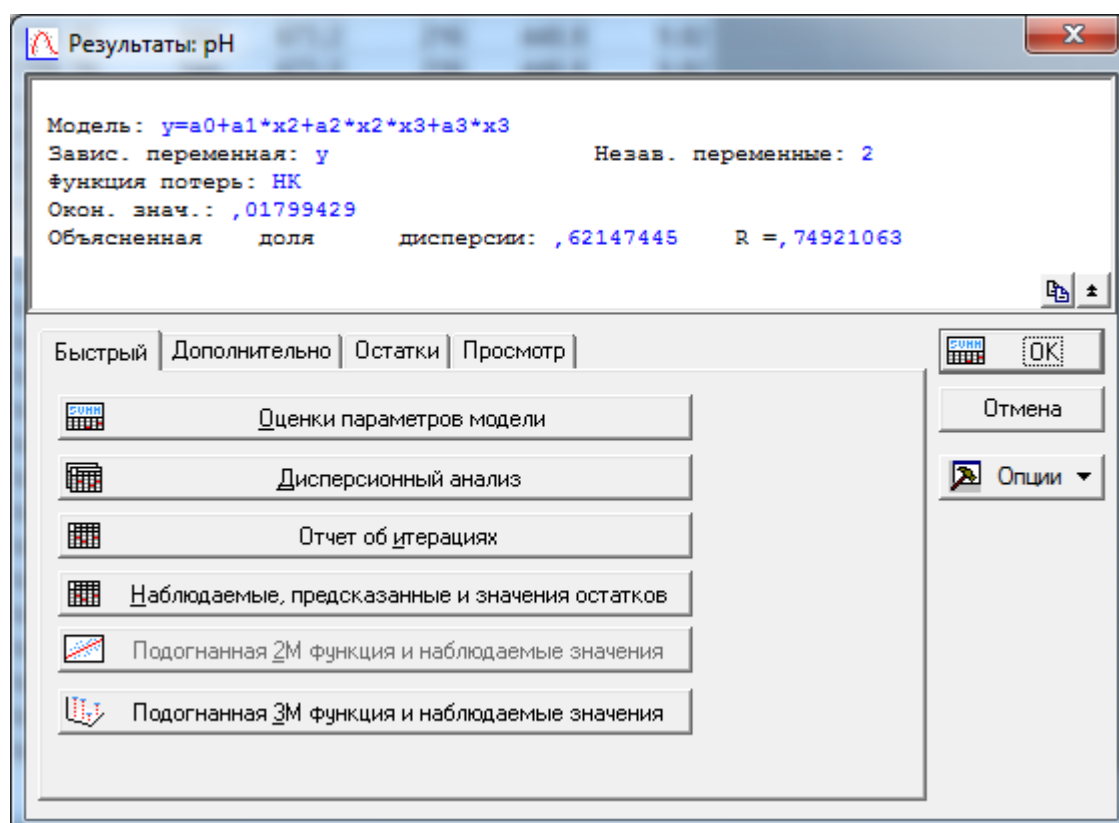 Результаты: pH
Модель: y=a0+a1*x2+a2*x2*x3+a3*x3
Завис. переменная: y Незав. переменные: 2
Функция потерь: НК
Окон. знач.: ,01799429
Объясненная доля дисперсии: ,62147445 R =,74921063
Быстрый Дополнительно Остатки Просмотр
OK
Оценки параметров модели
Отмена
Дисперсионный анализ
Опции
Отчет об итерациях
Наблюдаемые, предсказанные и значения остатков
Подогнанная 2М функция и наблюдаемые значения
Подогнанная 3М функция и наблюдаемые значения